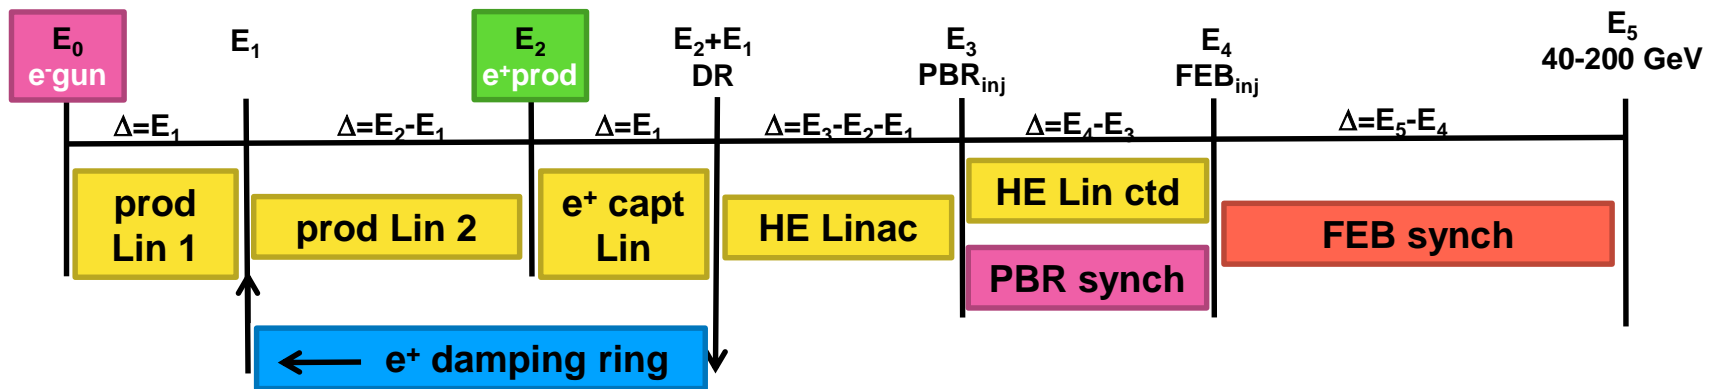 E₀
e⁻gun
E₁
E₂
e⁺prod
E₂+E₁
DR
E₃
PBRinj
E₄
FEBinj
E₅
40-200 GeV
Δ=E₁
Δ=E₂-E₁
Δ=E₁
Δ=E₃-E₂-E₁
Δ=E₄-E₃
Δ=E₅-E₄
prod
Lin 1
prod Lin 2
e⁺ capt
Lin
HE Linac
HE Lin ctd
PBR synch
FEB synch
e⁺ damping ring